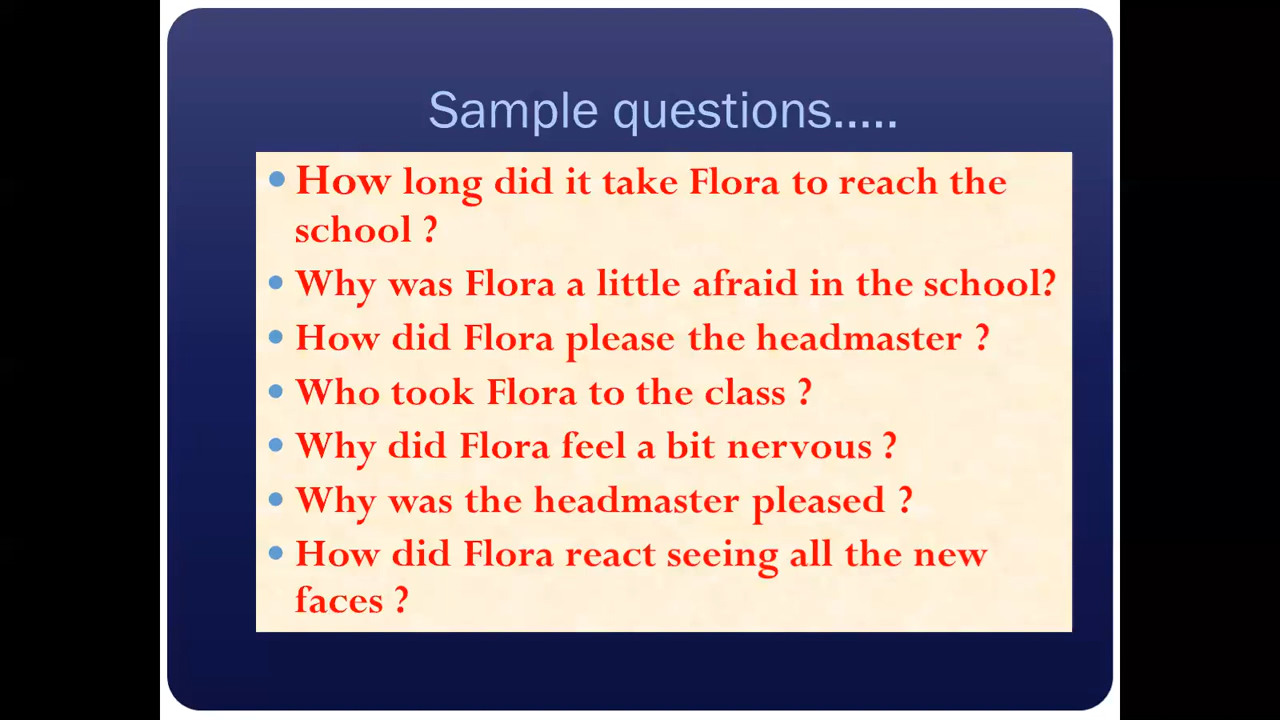 Sample questions.....
• How long did it take Flora to reach the
school ?
• Why was Flora a little afraid in the school?
• How did Flora please the headmaster ?
• Who took Flora to the class ?
• Why did Flora feel a bit nervous ?
• Why was the headmaster pleased ?
• How did Flora react seeing all the new
faces ?